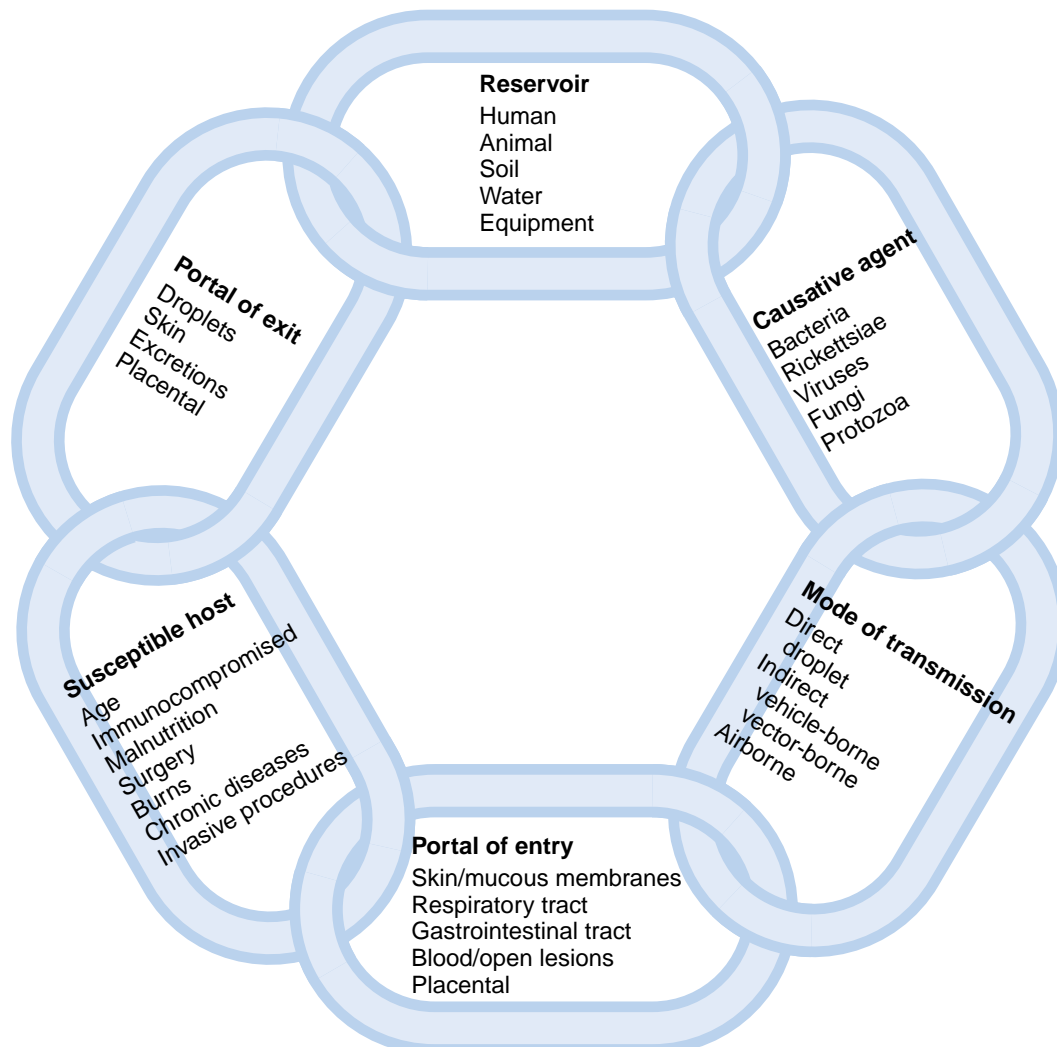 Reservoir
Human
Animal
Soil
Water
Equipment
Causative agent
Bacteria
Rickettsiae
Viruses
Fungi
Protozoa
Mode of transmission
Direct
droplet
Indirect
vehicle-borne
vector-borne
Airborne
Portal of entry
Skin/mucous membranes
Respiratory tract
Gastrointestinal tract
Blood/open lesions
Placental
Susceptible host
Age
Immunocompromised
Malnutrition
Surgery
Burns
Chronic diseases
Invasive procedures
Portal of exit
Droplets
Skin
Excretions
Placental